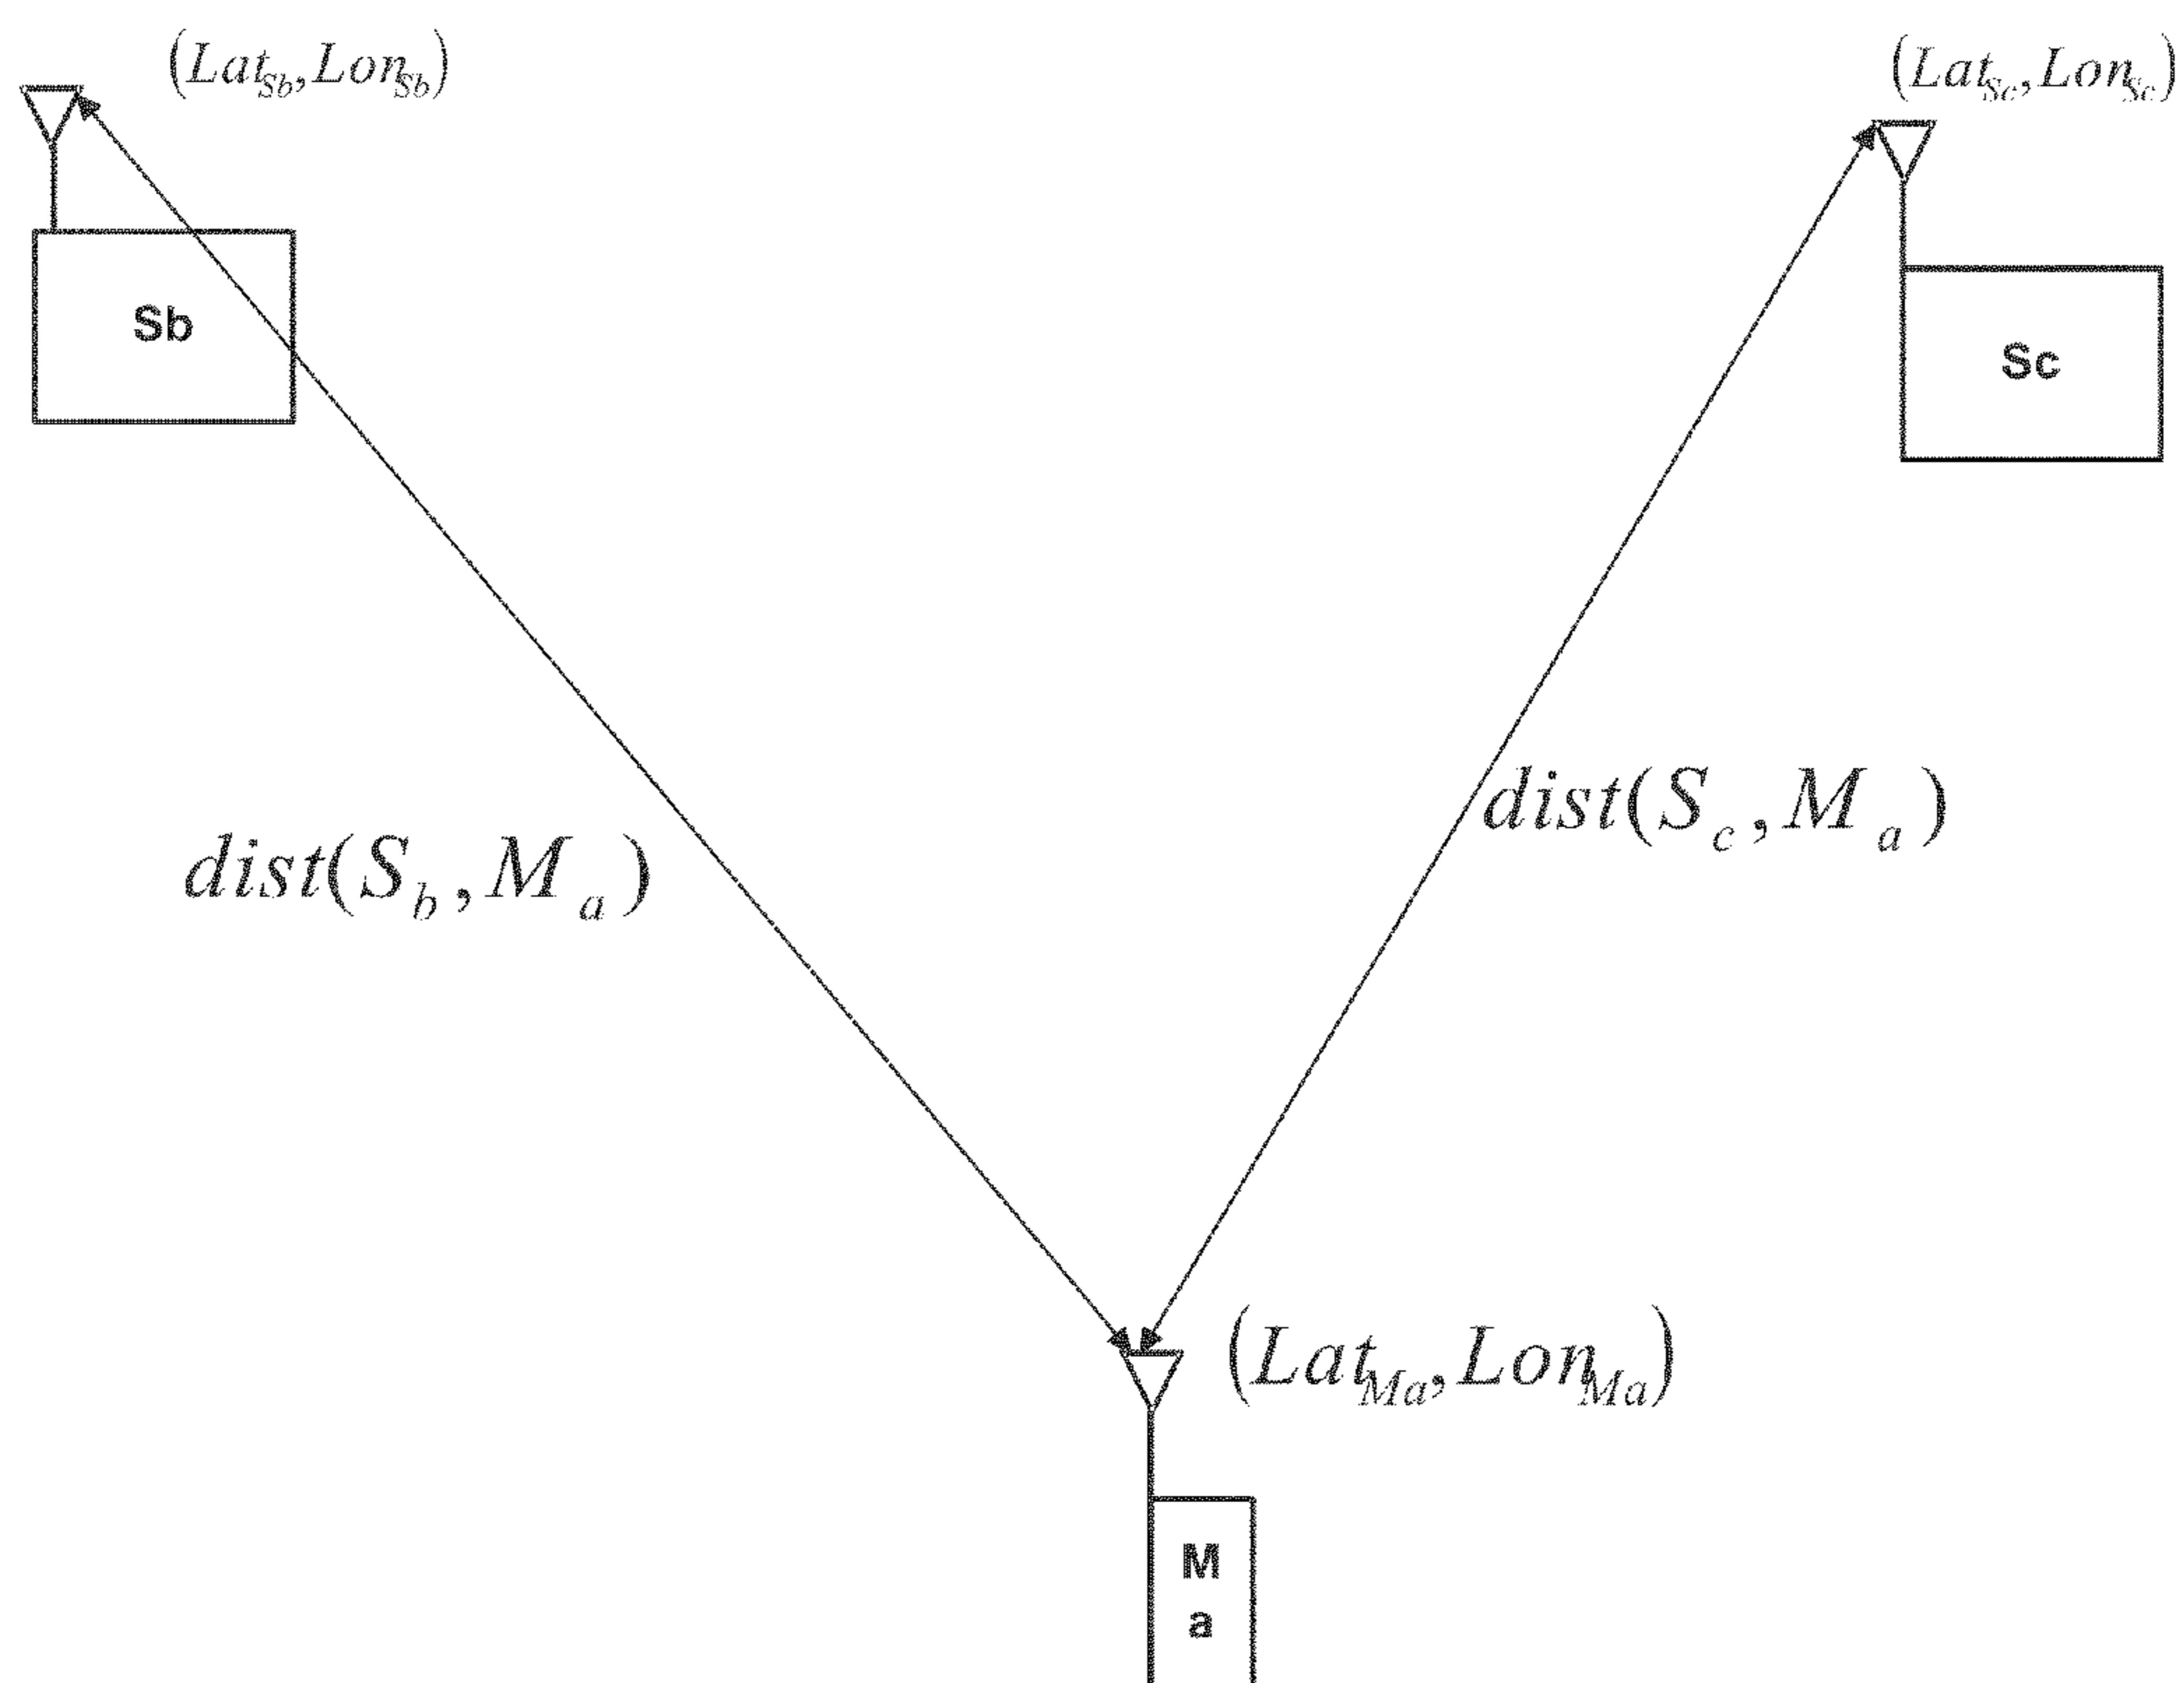 (Lat_Sb, Lon_Sb)
(Lat_Sc, Lon_Sc)
Sb
Sc
dist(S_c, M_a)
dist(S_b, M_a)
(Lat_Ma, Lon_Ma)
M
a